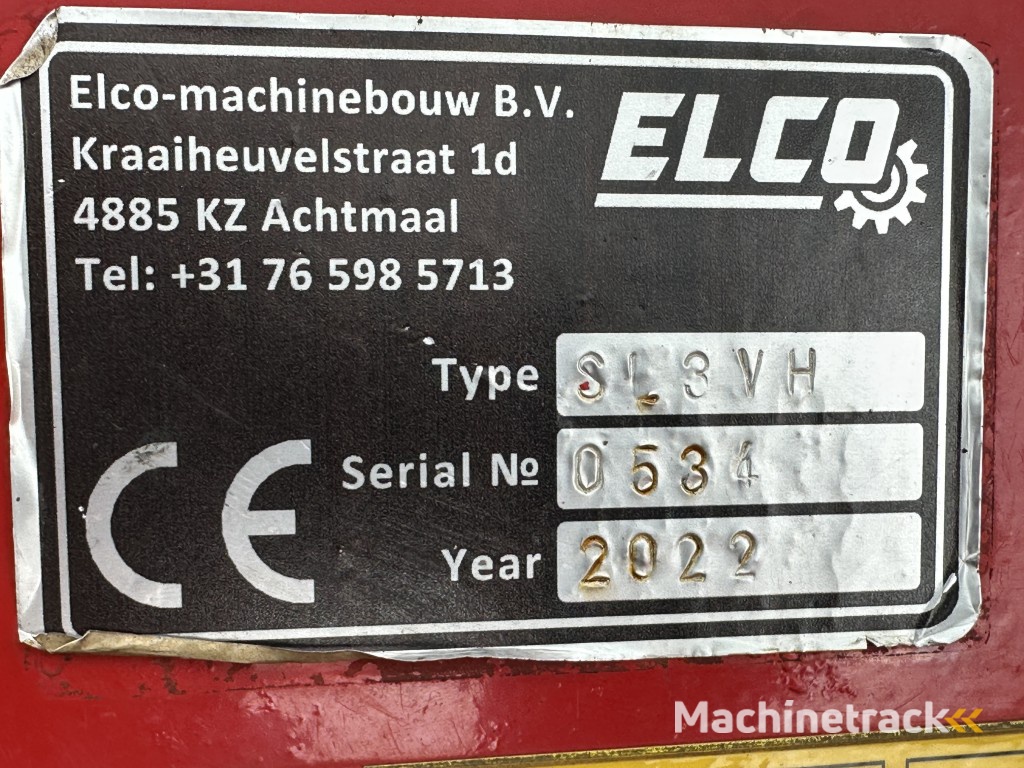 Elco-machinebouw B.V.
Kraaiheuvelstraat 1d
4885 KZ Achtmaal
Tel: +31 76 598 5713
ELCO
Type SL3VH
Serial № 0534
Year 2022
CE
Machinetrack